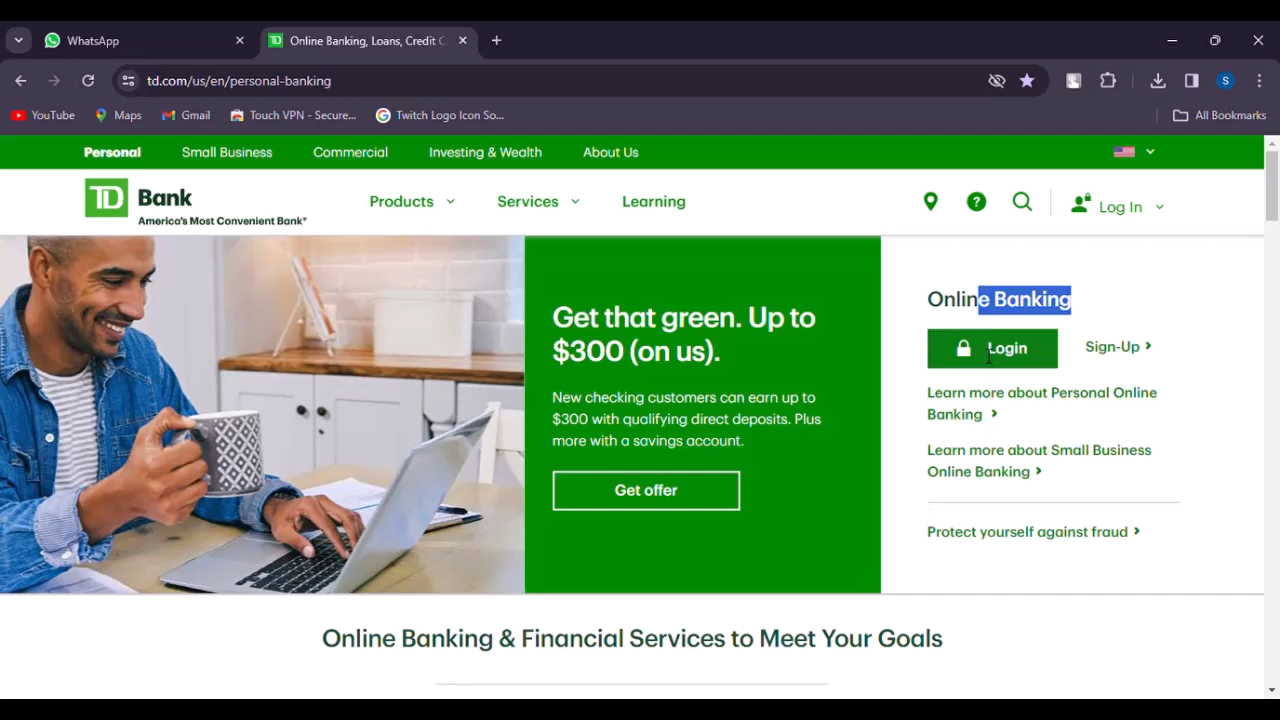 WhatsApp
Online Banking, Loans, Credit C
td.com/us/en/personal-banking
S
YouTube
Maps
Gmail
Touch VPN - Secure...
Twitch Logo Icon So...
All Bookmarks
Personal
Small Business
Commercial
Investing & Wealth
About Us
TD Bank
America's Most Convenient Bank®
Products
Services
Learning
?
Log In
Get that green. Up to
$300 (on us).
New checking customers can earn up to
$300 with qualifying direct deposits. Plus
more with a savings account.
Get offer
Online Banking
Login
Sign-Up
Learn more about Personal Online
Banking
Learn more about Small Business
Online Banking
Protect yourself against fraud
Online Banking & Financial Services to Meet Your Goals